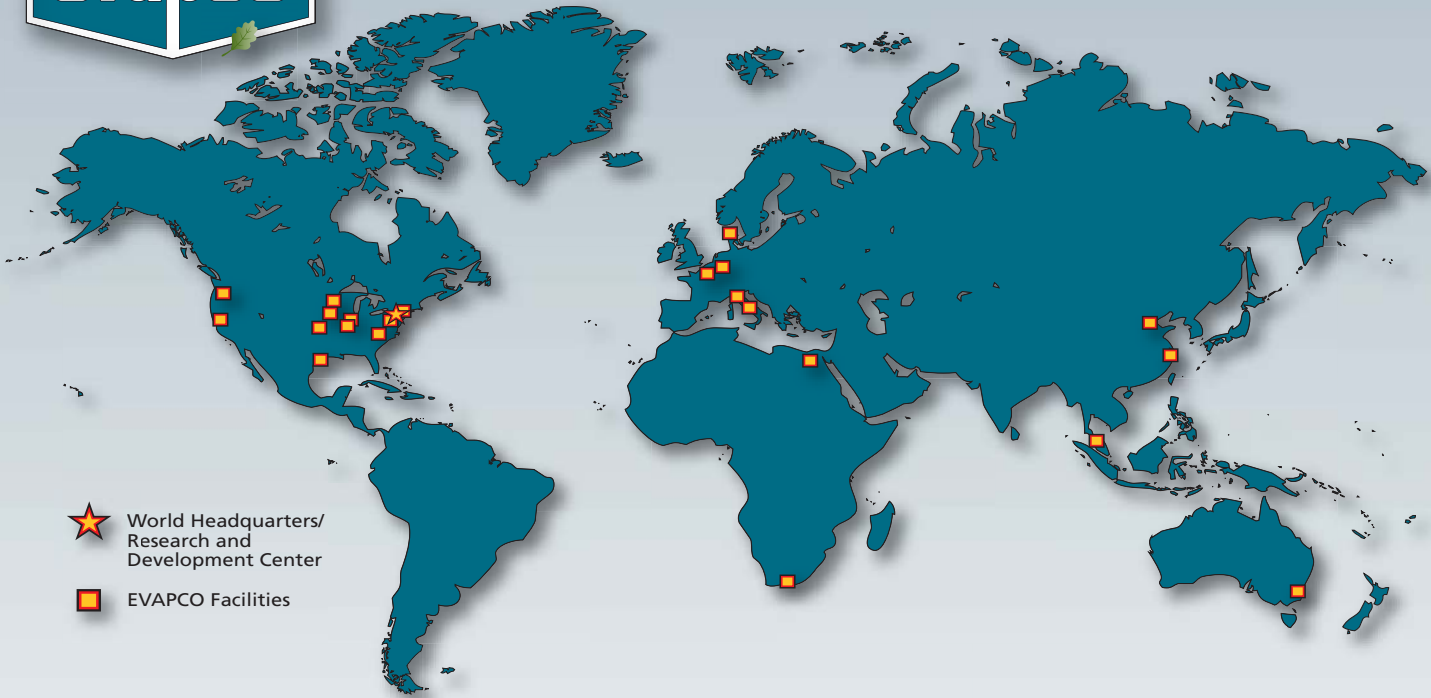 World Headquarters/
Research and
Development Center
EVAPCO Facilities